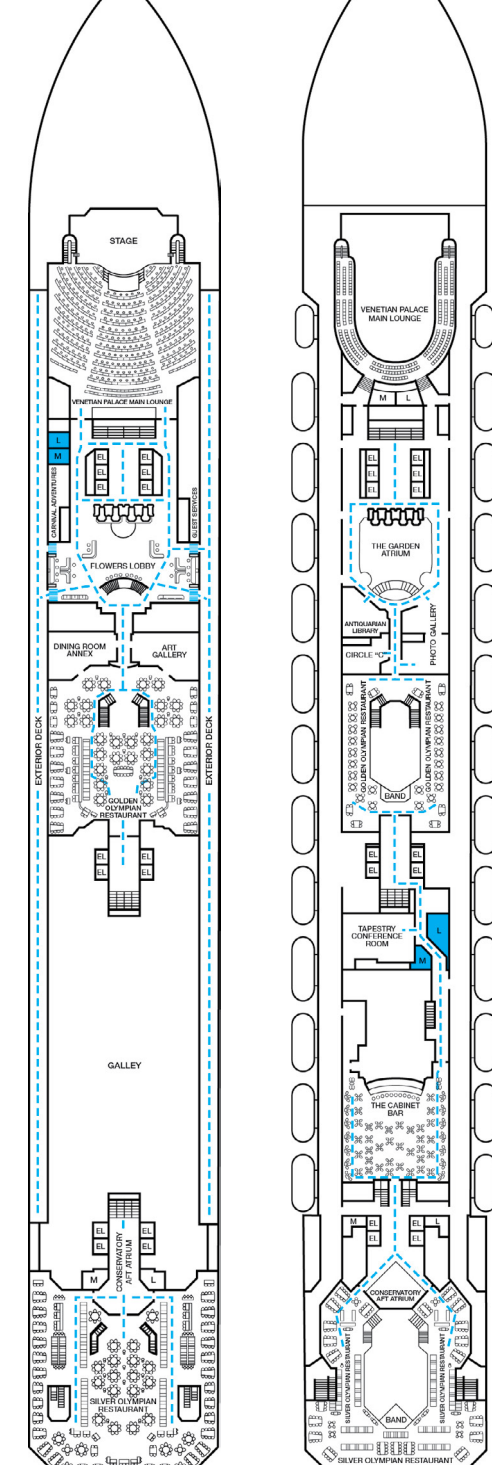 STAGE
VENETIAN PALACE MAIN LOUNGE
L
M
EL
EL
EL
EL
EL
EL
CARNIVAL ADVENTURES
GUEST SERVICES
FLOWERS LOBBY
DINING ROOM
ANNEX
ART
GALLERY
EXTERIOR DECK
EXTERIOR DECK
GOLDEN
OLYMPIAN
RESTAURANT
EL
EL
EL
EL
GALLEY
EL
EL
EL
EL
CONSERVATORY
AFT ATRIUM
M
L
SILVER OLYMPIAN
RESTAURANT
VENETIAN PALACE
MAIN LOUNGE
M
L
EL
EL
EL
EL
EL
EL
THE GARDEN
ATRIUM
ANTIQUARIAN
LIBRARY
CIRCLE "C"
PHOTO GALLERY
GOLDEN OLYMPIAN RESTAURANT
GOLDEN OLYMPIAN RESTAURANT
BAND
EL
EL
EL
EL
TAPESTRY
CONFERENCE
ROOM
L
M
THE CABINET
BAR
M
EL
EL
L
EL
EL
CONSERVATORY
AFT ATRIUM
SILVER OLYMPIAN RESTAURANT
SILVER OLYMPIAN RESTAURANT
BAND
SILVER OLYMPIAN RESTAURANT